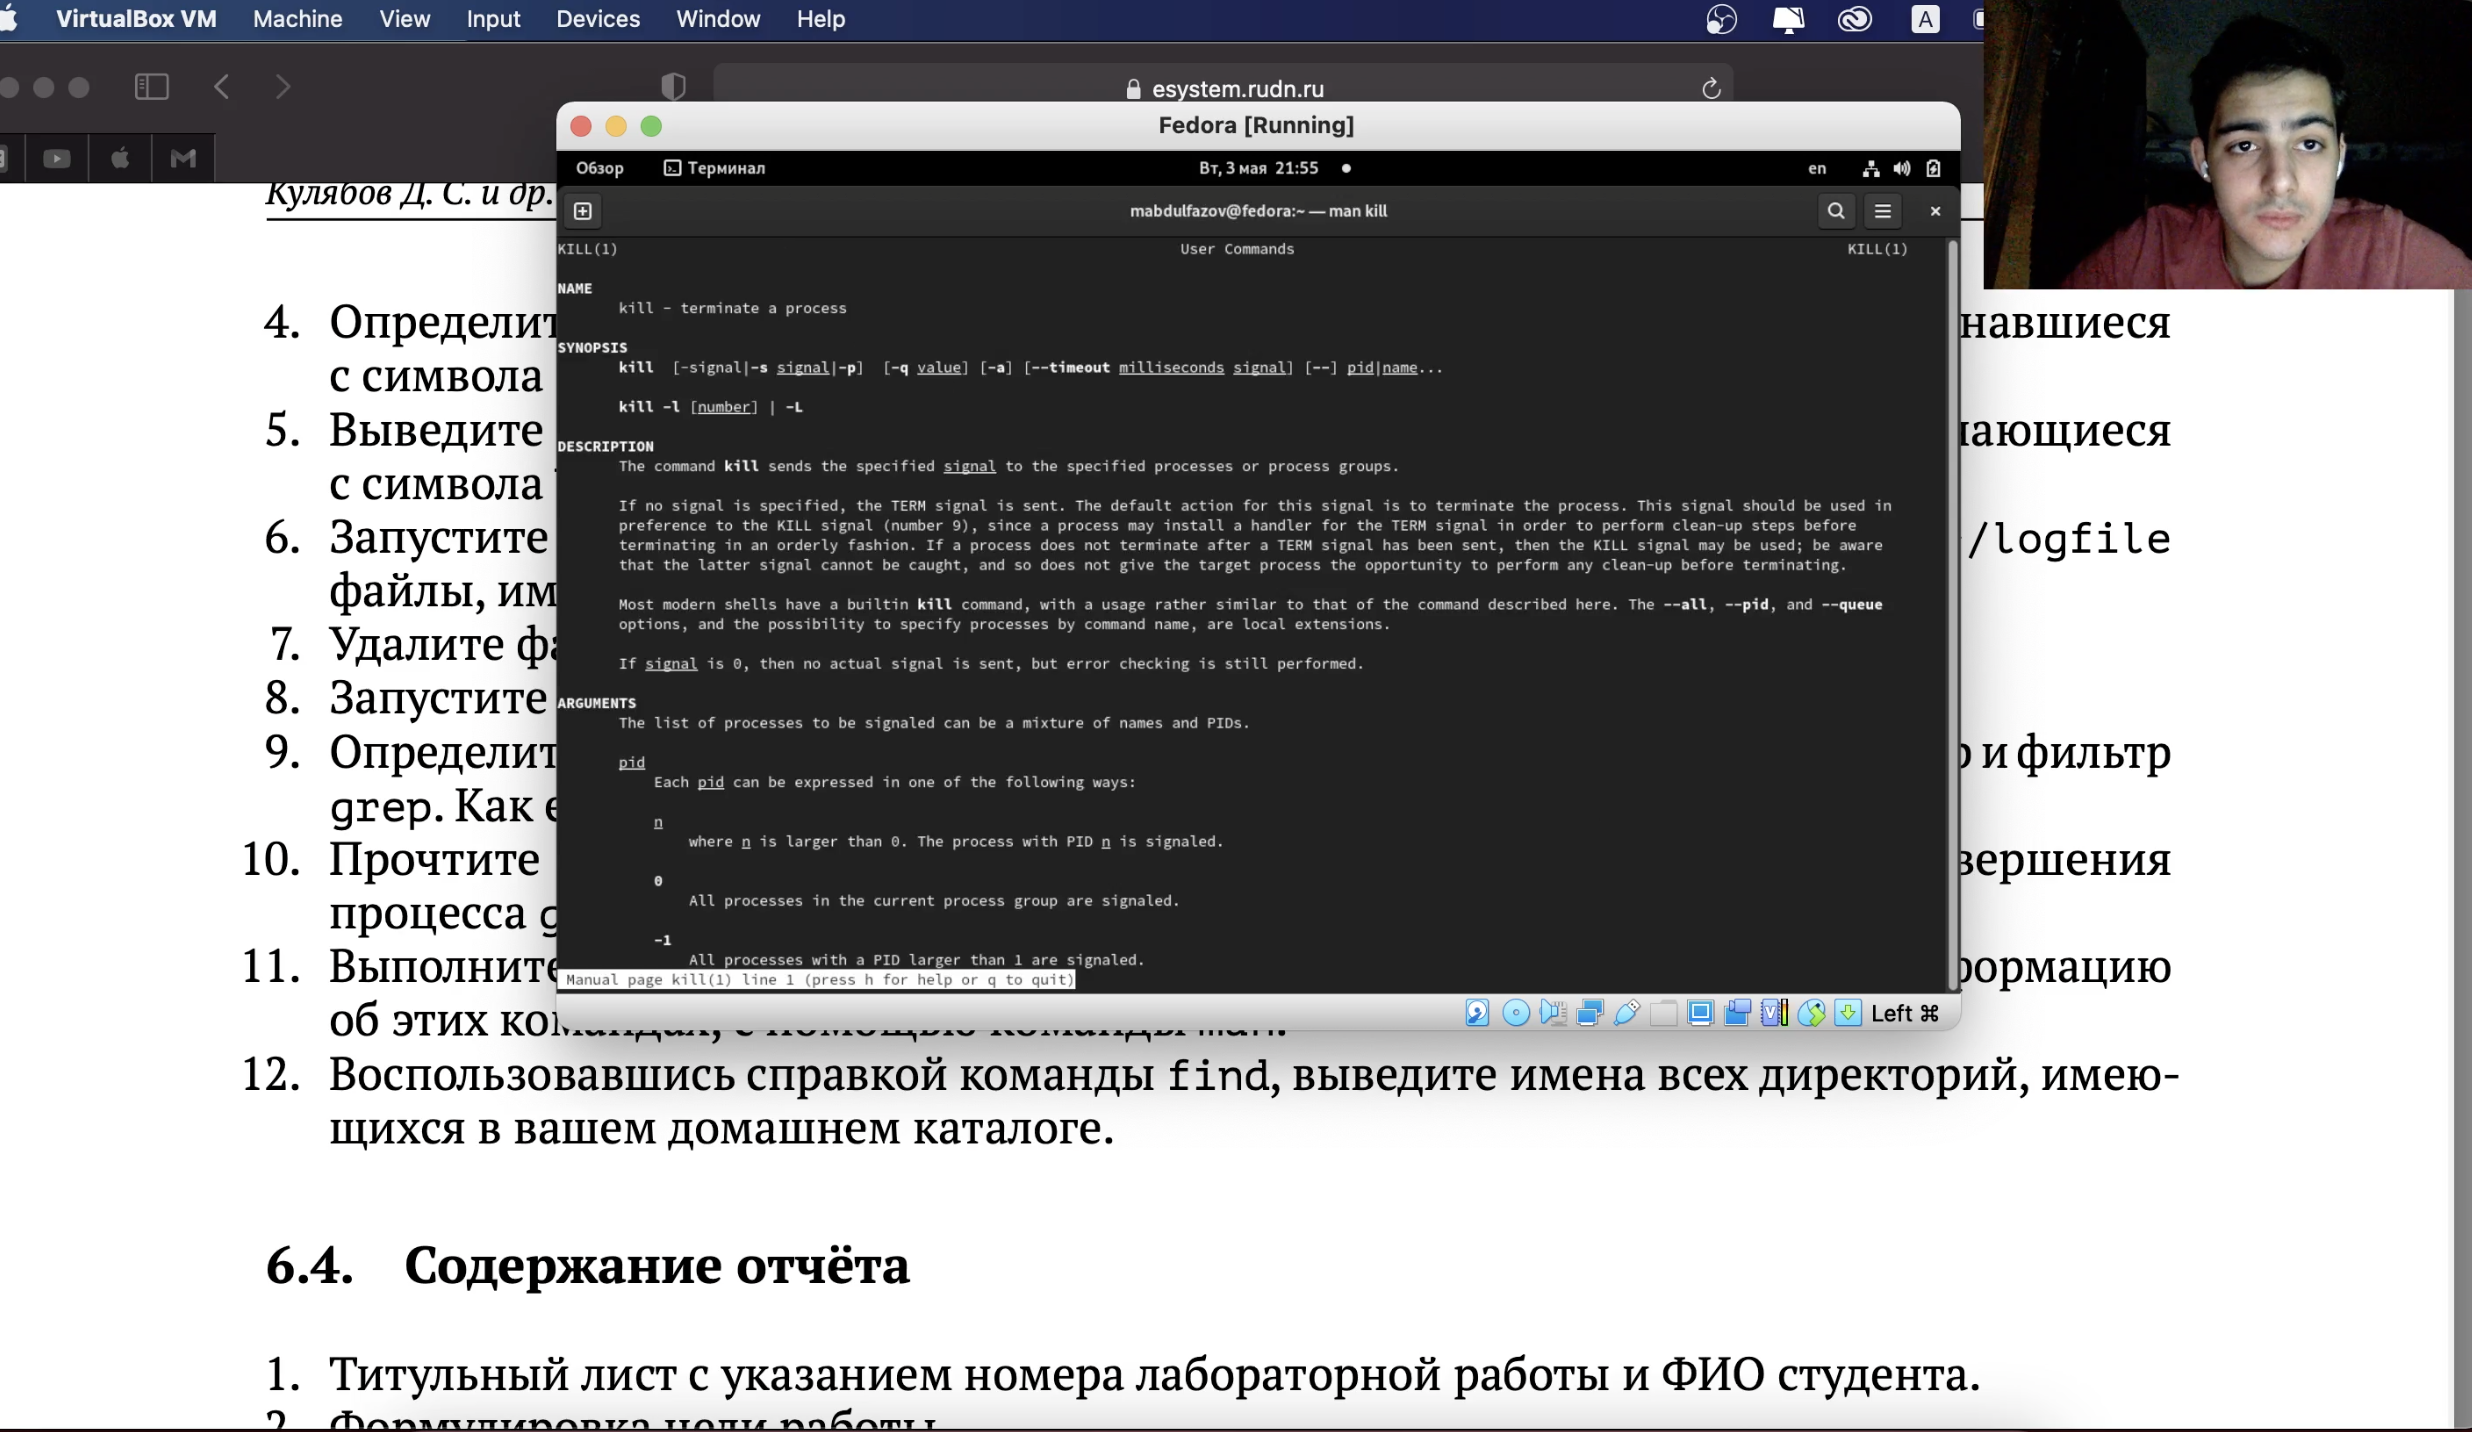 VirtualBox VM Machine View Input Devices Window Help A
esystem.rudn.ru
Fedora [Running]
Обзор Терминал Вт, 3 мая 21:55 en
mabdulfazov@fedora:~ — man kill
KILL(1) User Commands KILL(1)
NAME
kill - terminate a process
SYNOPSIS
kill [-signal|-s signal|-p] [-q value] [-a] [--timeout milliseconds signal] [--] pid|name...
kill -l [number] | -L
DESCRIPTION
The command kill sends the specified signal to the specified processes or process groups.
If no signal is specified, the TERM signal is sent. The default action for this signal is to terminate the process. This signal should be used in
preference to the KILL signal (number 9), since a process may install a handler for the TERM signal in order to perform clean-up steps before
terminating in an orderly fashion. If a process does not terminate after a TERM signal has been sent, then the KILL signal may be used; be aware
that the latter signal cannot be caught, and so does not give the target process the opportunity to perform any clean-up before terminating.
Most modern shells have a builtin kill command, with a usage rather similar to that of the command described here. The --all, --pid, and --queue
options, and the possibility to specify processes by command name, are local extensions.
If signal is 0, then no actual signal is sent, but error checking is still performed.
ARGUMENTS
The list of processes to be signaled can be a mixture of names and PIDs.
pid
Each pid can be expressed in one of the following ways:
n
where n is larger than 0. The process with PID n is signaled.
0
All processes in the current process group are signaled.
-1
All processes with a PID larger than 1 are signaled.
Manual page kill(1) line 1 (press h for help or q to quit)
Left ⌘
Кулябов Д. С. и др.
4. Определит навшиеся
с символа
5. Выведите ающиеся
с символа
6. Запустите /logfile
файлы, им
7. Удалите фа
8. Запустите
9. Определит и фильтр
grep. Как е
10. Прочтите вершения
процесса g
11. Выполните формацию
об этих командах, с помощью команды man.
12. Воспользовавшись справкой команды find, выведите имена всех директорий, имею-
щихся в вашем домашнем каталоге.
6.4. Содержание отчёта
1. Титульный лист с указанием номера лабораторной работы и ФИО студента.
2. Формулировка цели работы.